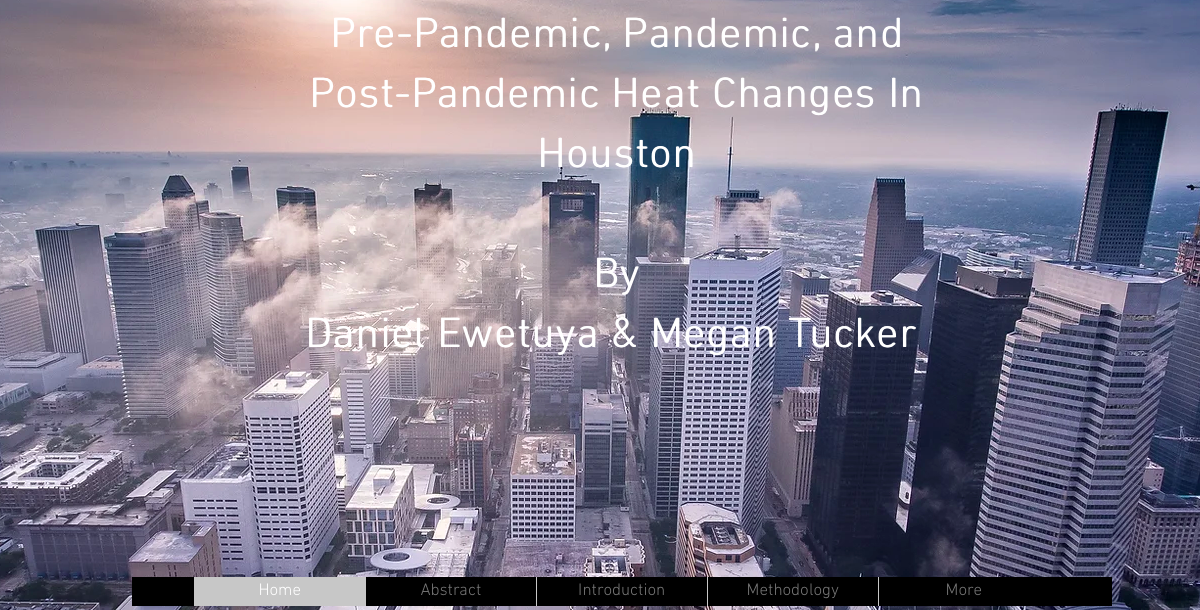 Pre-Pandemic, Pandemic, and
Post-Pandemic Heat Changes In
Houston
By
Daniel Ewetuya & Megan Tucker
Home Abstract Introduction Methodology More